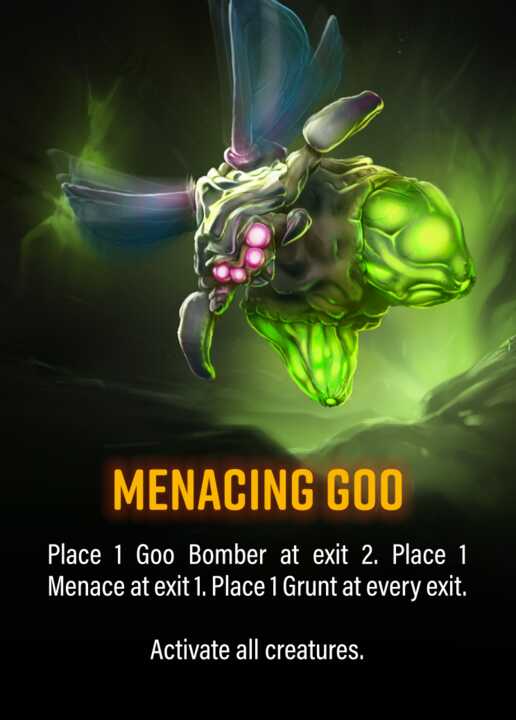 MENACING GOO
Place 1 Goo Bomber at exit 2. Place 1
Menace at exit 1. Place 1 Grunt at every exit.
Activate all creatures.